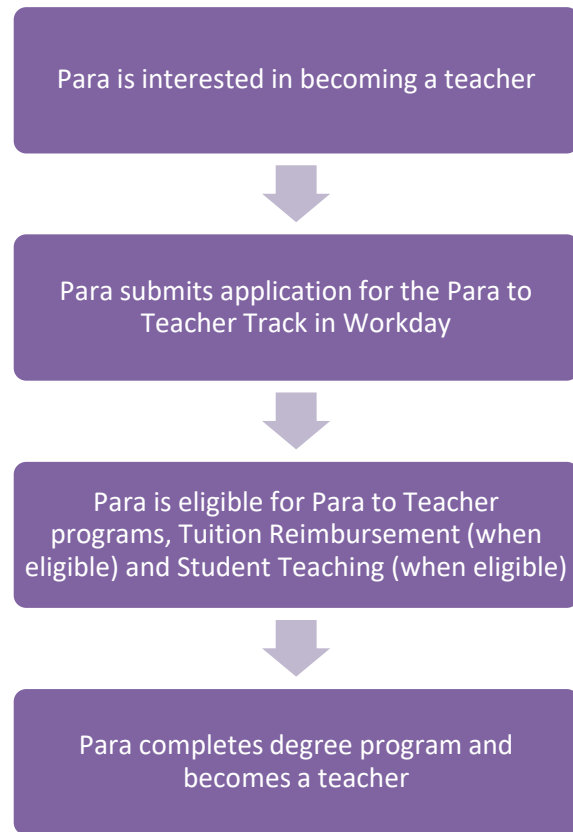 Para is interested in becoming a teacher
Para submits application for the Para to
Teacher Track in Workday
Para is eligible for Para to Teacher
programs, Tuition Reimbursement (when
eligible) and Student Teaching (when eligible)
Para completes degree program and
becomes a teacher